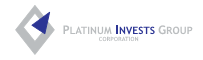 PLATINUM INVESTS GROUP
CORPORATION